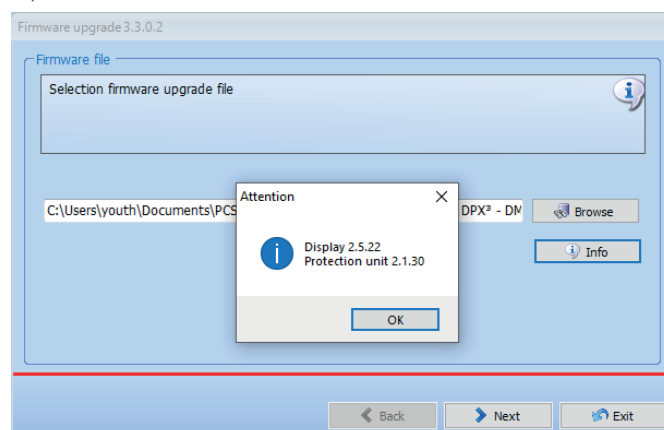 Firmware upgrade 3.3.0.2
Firmware file
Selection firmware upgrade file
Attention
C:\Users\youth\Documents\PCS
DPX³ - DM
Browse
Display 2.5.22
Protection unit 2.1.30
Info
OK
Back
Next
Exit